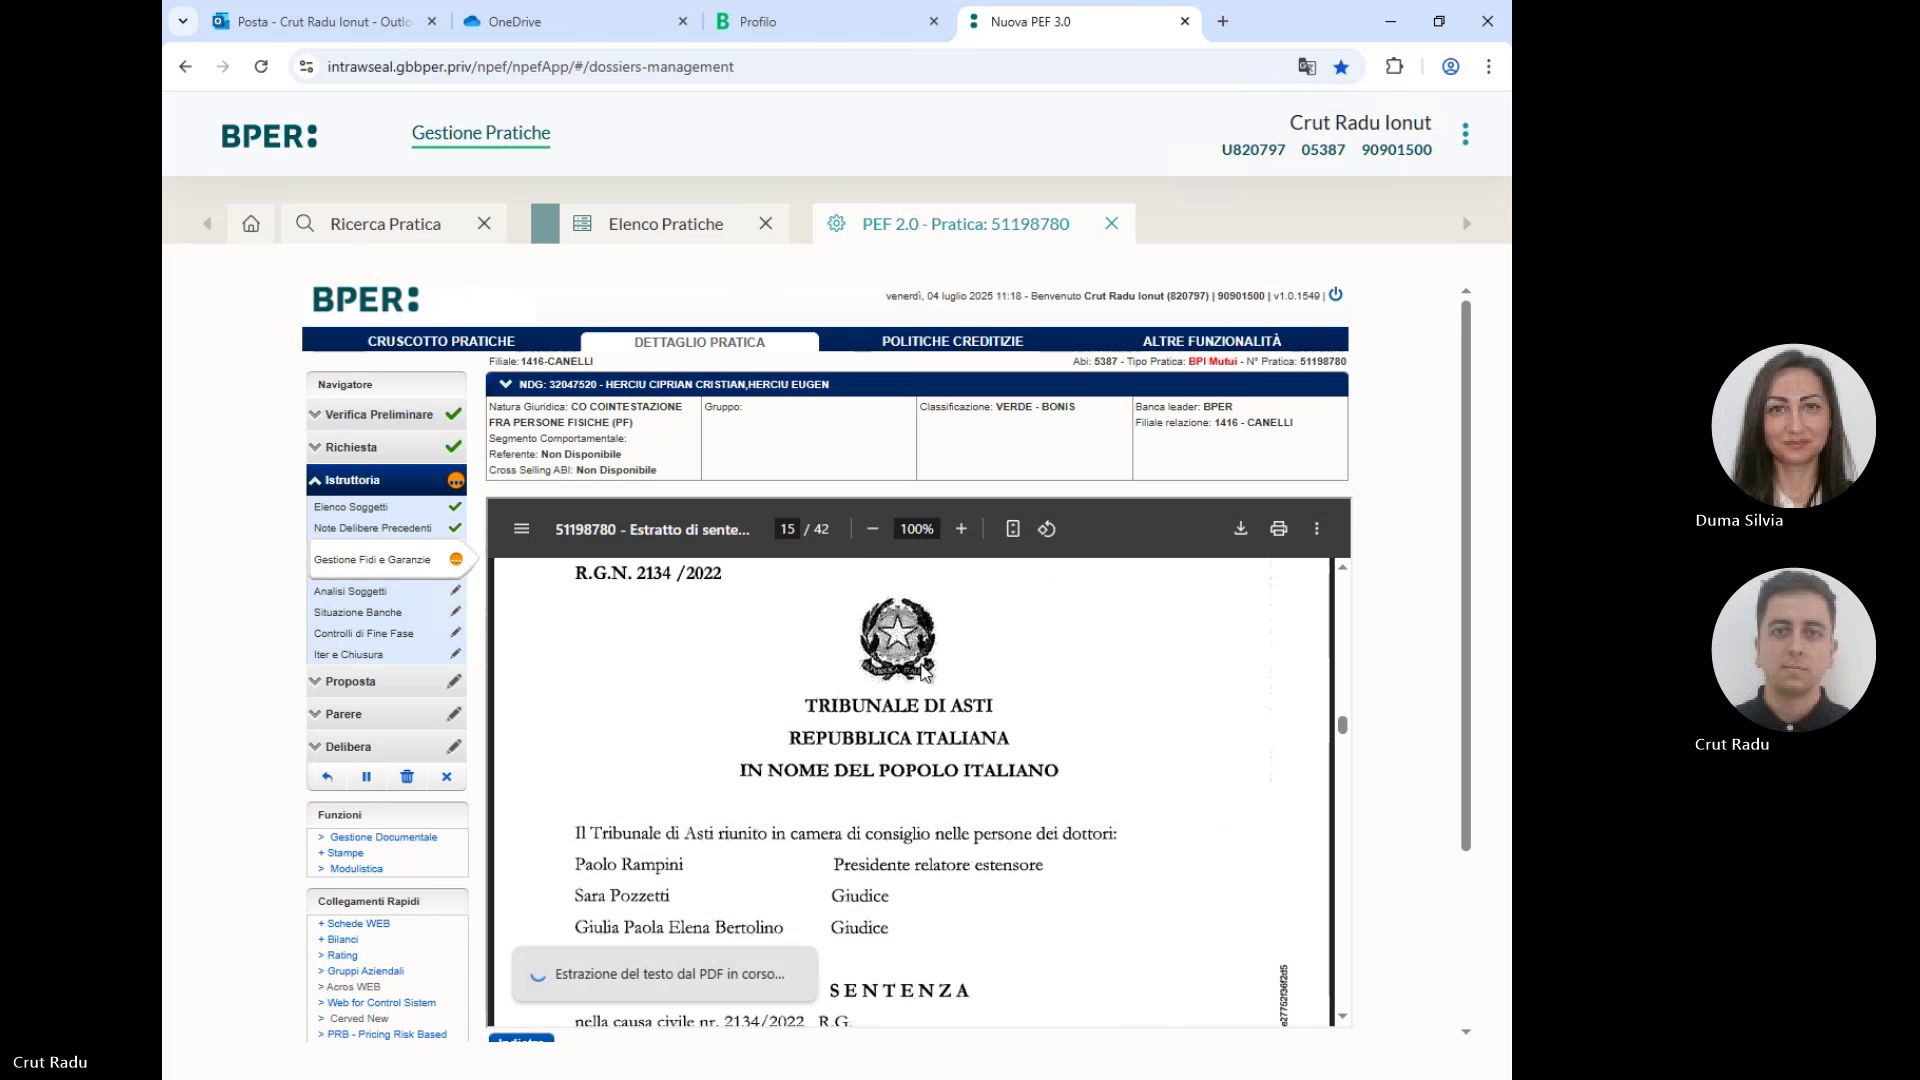 Posta - Crut Radu Ionut - Outlo
OneDrive
Profilo
Nuova PEF 3.0
intrawseal.gbbper.priv/npef/npefApp/#/dossiers-management
BPER:
Gestione Pratiche
Crut Radu Ionut
U820797 05387 90901500
Ricerca Pratica
Elenco Pratiche
PEF 2.0 - Pratica: 51198780
BPER:
venerdì, 04 luglio 2025 11:18 - Benvenuto Crut Radu Ionut (820797) | 90901500 | v1.0.1549 |
CRUSCOTTO PRATICHE
DETTAGLIO PRATICA
POLITICHE CREDITIZIE
ALTRE FUNZIONALITÀ
Filiale: 1416-CANELLI
Abi: 5387 - Tipo Pratica: BPI Mutui - N° Pratica: 51198780
Navigatore
Verifica Preliminare
Richiesta
Istruttoria
Elenco Soggetti
Note Delibere Precedenti
Gestione Fidi e Garanzie
Analisi Soggetti
Situazione Banche
Controlli di Fine Fase
Iter e Chiusura
Proposta
Parere
Delibera
Funzioni
> Gestione Documentale
+ Stampe
> Modulistica
Collegamenti Rapidi
+ Schede WEB
+ Bilanci
> Rating
> Gruppi Aziendali
> Acros WEB
> Web for Control Sistem
> Cerved New
> PRB - Pricing Risk Based
NDG: 32047520 - HERCIU CIPRIAN CRISTIAN,HERCIU EUGEN
Natura Giuridica: CO COINTESTAZIONE
FRA PERSONE FISICHE (PF)
Segmento Comportamentale:
Referente: Non Disponibile
Cross Selling ABI: Non Disponibile
Gruppo:
Classificazione: VERDE - BONIS
Banca leader: BPER
Filiale relazione: 1416 - CANELLI
51198780 - Estratto di sente...
15 / 42
100%
R.G.N. 2134 /2022
TRIBUNALE DI ASTI
REPUBBLICA ITALIANA
IN NOME DEL POPOLO ITALIANO
Il Tribunale di Asti riunito in camera di consiglio nelle persone dei dottori:
Paolo Rampini Presidente relatore estensore
Sara Pozzetti Giudice
Giulia Paola Elena Bertolino Giudice
Estrazione del testo dal PDF in corso...
SENTENZA
nella causa civile nr. 2134/2022 R.G.
Indietro
Duma Silvia
Crut Radu
Crut Radu